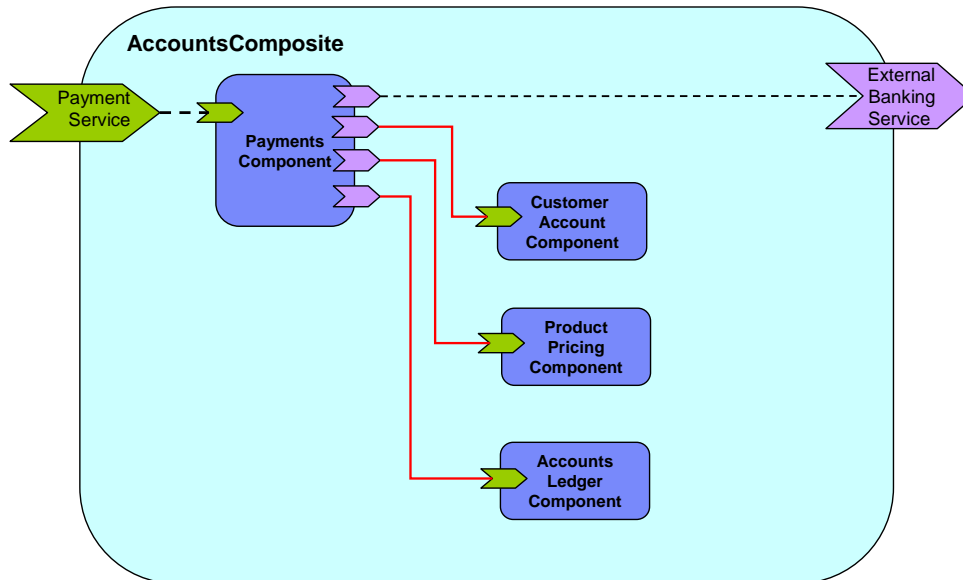 AccountsComposite
Payment
Service
Payments
Component
External
Banking
Service
Customer
Account
Component
Product
Pricing
Component
Accounts
Ledger
Component